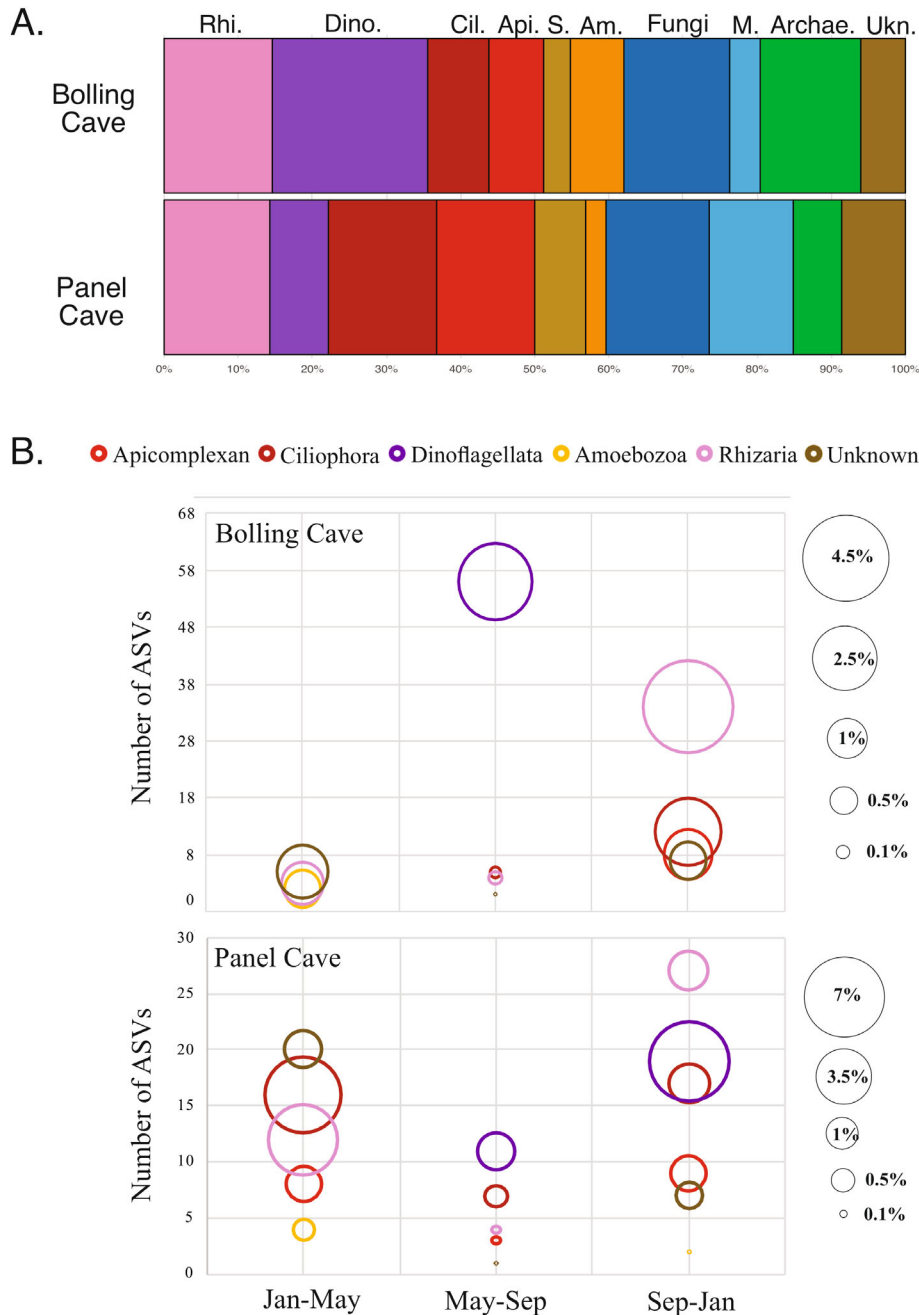 A.
Rhi. Dino. Cil. Api. S. Am. Fungi M. Archae. Ukn.
Bolling
Cave
Panel
Cave
0% 10% 20% 30% 40% 50% 60% 70% 80% 90% 100%
B.
Apicomplexan Ciliophora Dinoflagellata Amoebozoa Rhizaria Unknown
Bolling Cave
Number of ASVs
68
58
48
38
28
18
8
0
4.5%
2.5%
1%
0.5%
0.1%
Panel Cave
Number of ASVs
30
25
20
15
10
5
0
7%
3.5%
1%
0.5%
0.1%
Jan-May May-Sep Sep-Jan